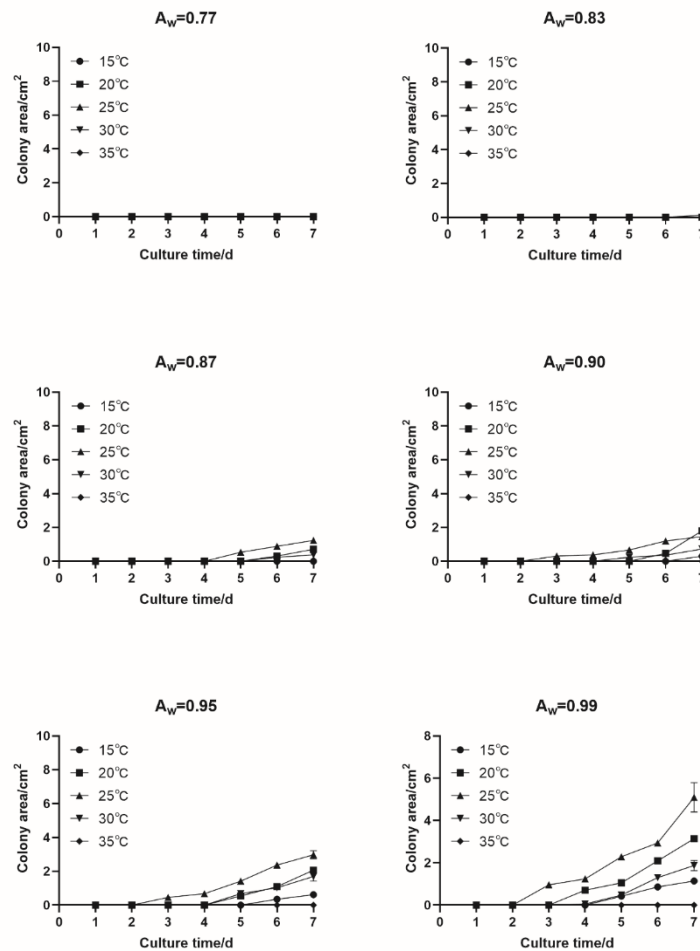 Aw=0.77
10
8
6
4
2
0
Colony area/cm²
15°C
20°C
25°C
30°C
35°C
0 1 2 3 4 5 6 7
Culture time/d
Aw=0.83
10
8
6
4
2
0
Colony area/cm²
15°C
20°C
25°C
30°C
35°C
0 1 2 3 4 5 6 7
Culture time/d
Aw=0.87
10
8
6
4
2
0
Colony area/cm²
15°C
20°C
25°C
30°C
35°C
0 1 2 3 4 5 6 7
Culture time/d
Aw=0.90
10
8
6
4
2
0
Colony area/cm²
15°C
20°C
25°C
30°C
35°C
0 1 2 3 4 5 6 7
Culture time/d
Aw=0.95
10
8
6
4
2
0
Colony area/cm²
15°C
20°C
25°C
30°C
35°C
0 1 2 3 4 5 6 7
Culture time/d
Aw=0.99
8
6
4
2
0
Colony area/cm²
15°C
20°C
25°C
30°C
35°C
0 1 2 3 4 5 6 7
Culture time/d